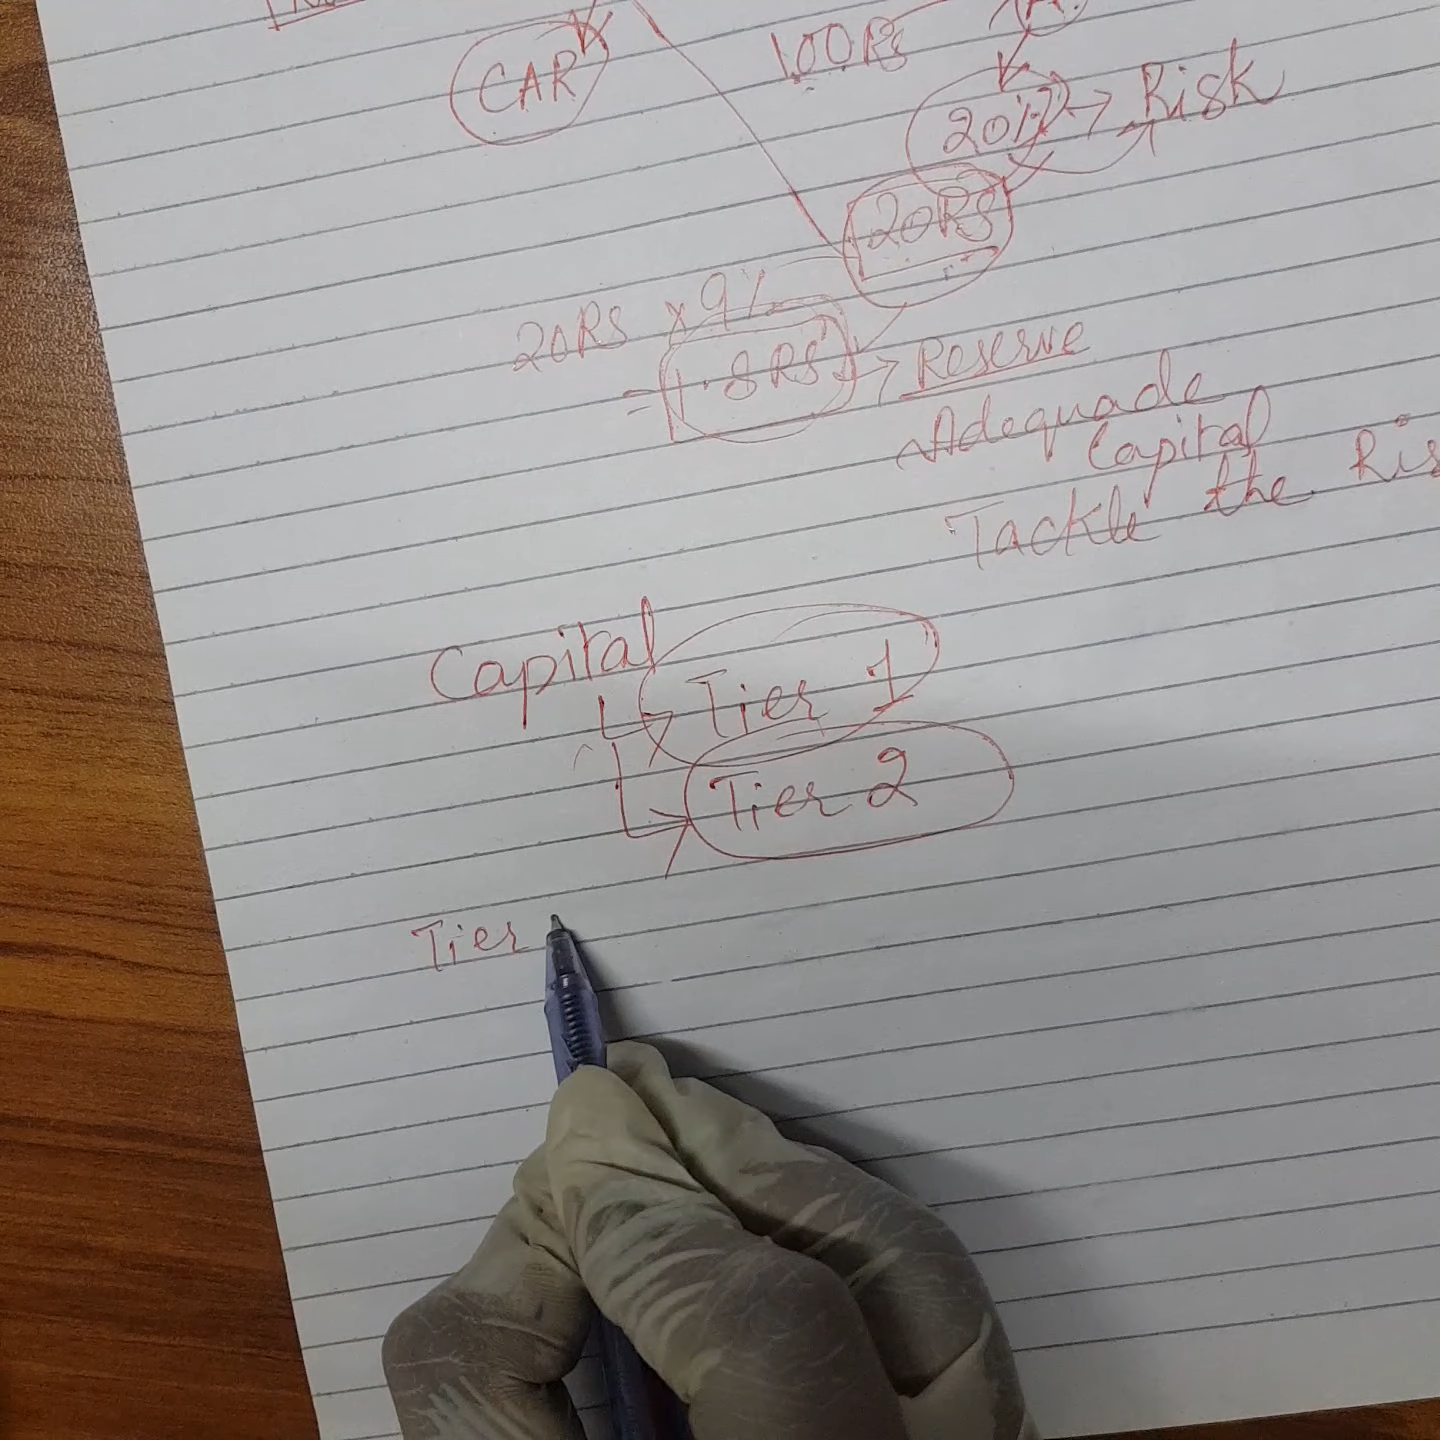 CAR
100Rs
20% → Risk
20RS
20RS x 9%
= 1.8RS → Reserve
Adequade
Capital
Tackle the Ris
Capital
Tier 1
Tier 2
Tier